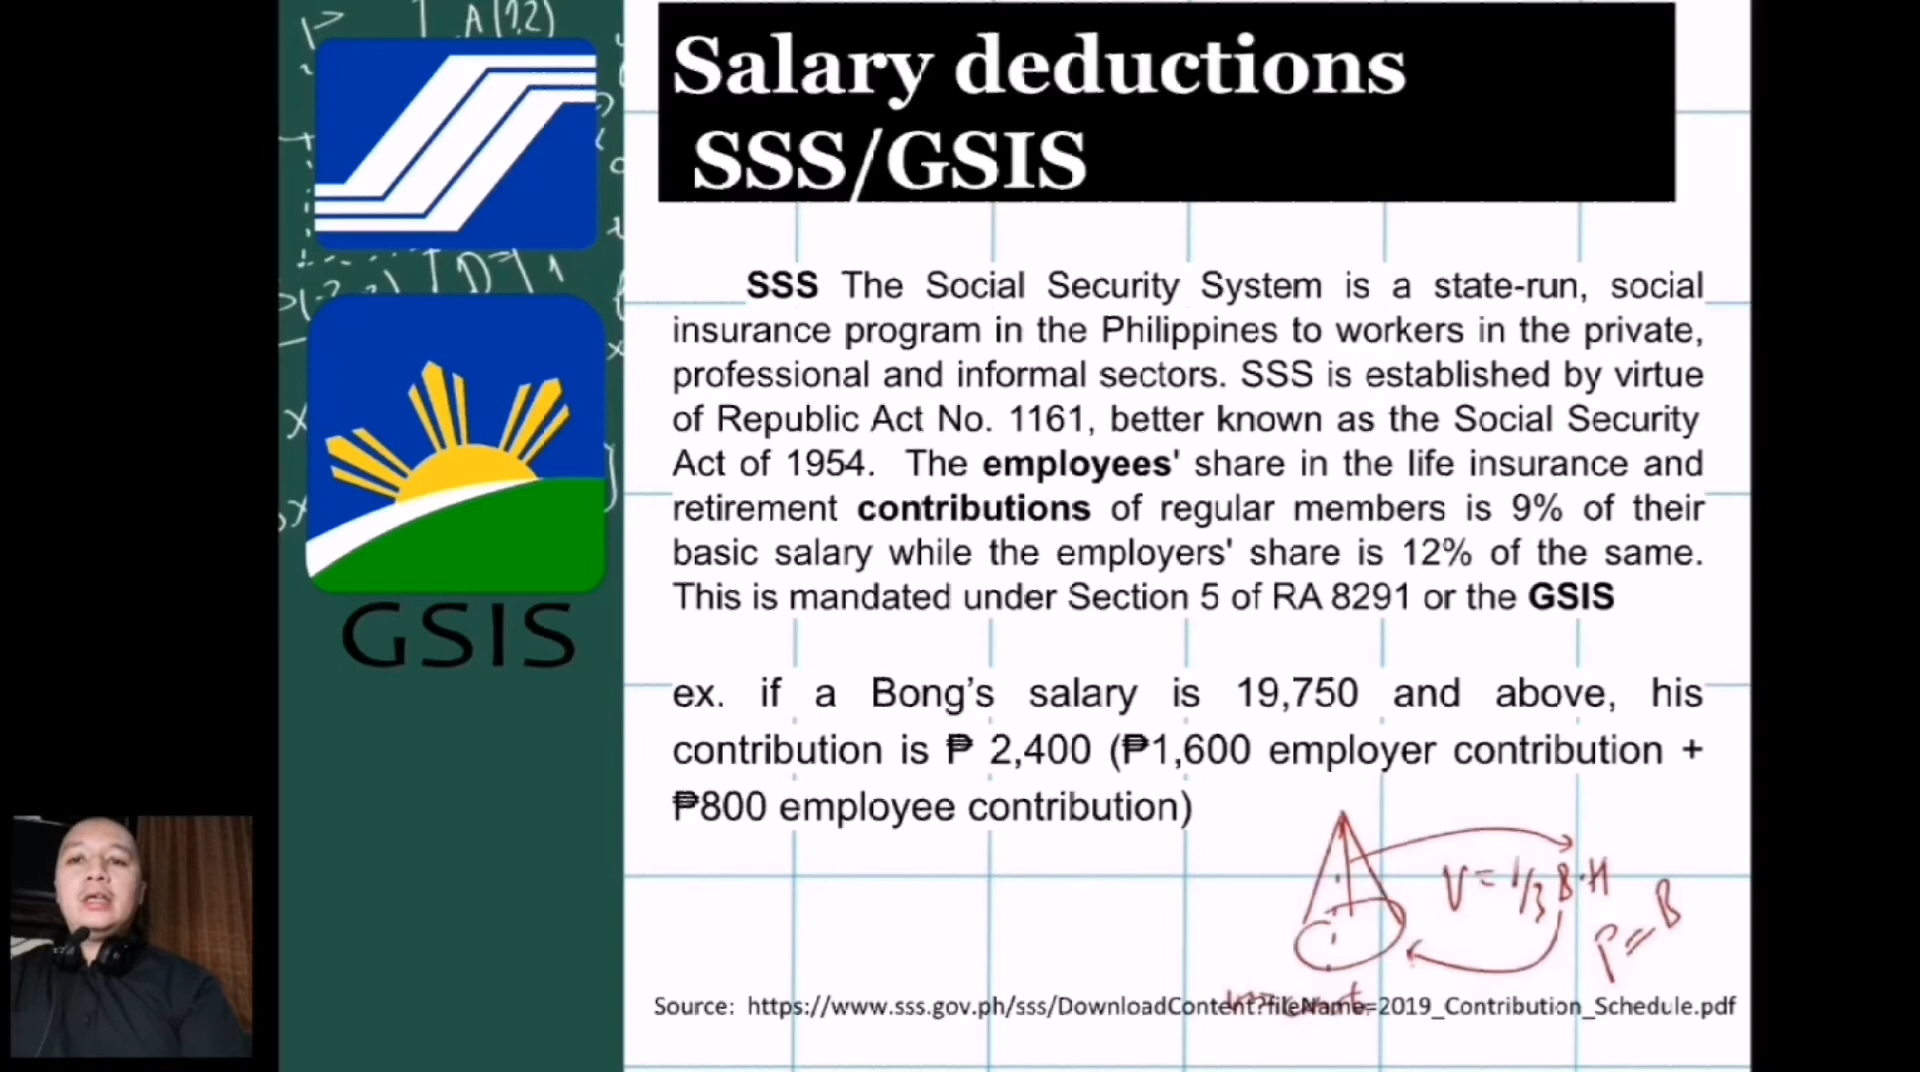 A(1,2)
Salary deductions
SSS/GSIS
SSS The Social Security System is a state-run, social
insurance program in the Philippines to workers in the private,
professional and informal sectors. SSS is established by virtue
of Republic Act No. 1161, better known as the Social Security
Act of 1954. The employees' share in the life insurance and
retirement contributions of regular members is 9% of their
basic salary while the employers' share is 12% of the same.
This is mandated under Section 5 of RA 8291 or the GSIS
GSIS
ex. if a Bong’s salary is 19,750 and above, his
contribution is ₱ 2,400 (₱1,600 employer contribution +
₱800 employee contribution)
V = 1/3 B·H
P = B
Source: https://www.sss.gov.ph/sss/DownloadContent?fileName=2019_Contribution_Schedule.pdf